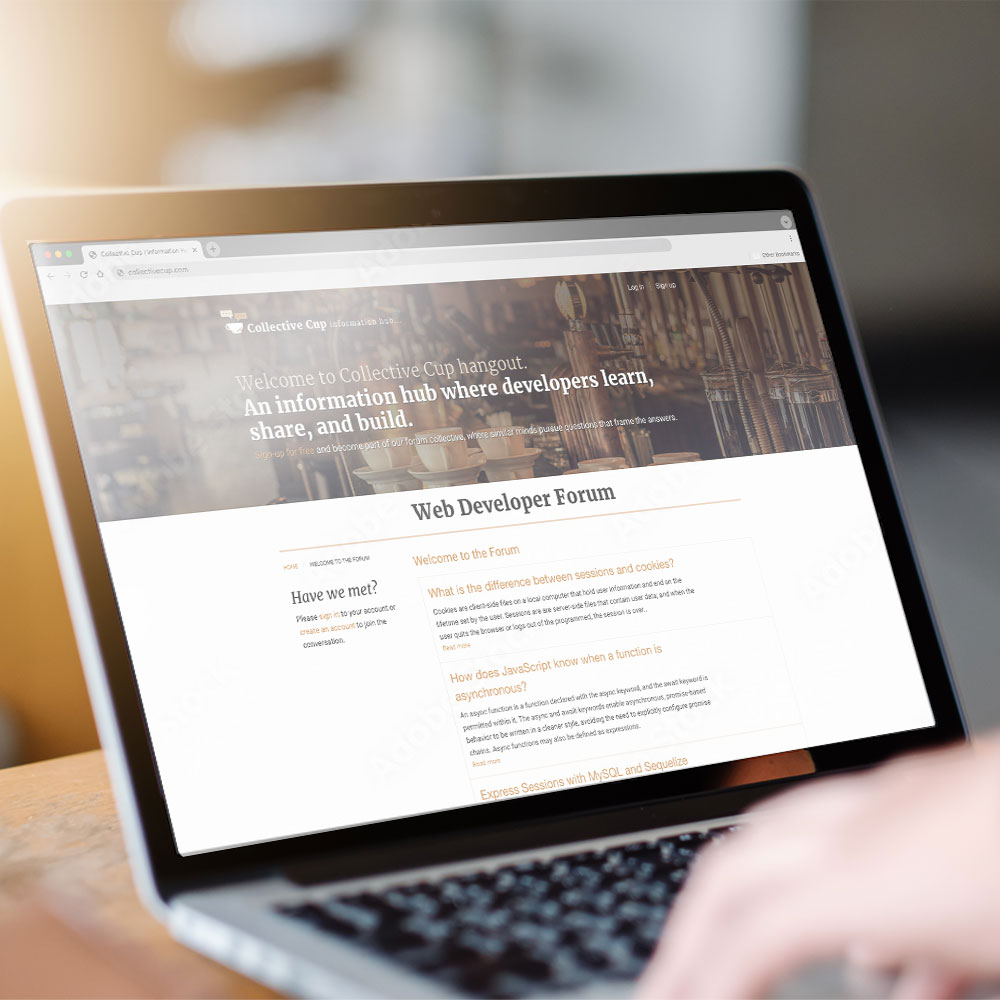 Collective Cup | Information H
collectivecup.com
Other Bookmarks
Log in | Sign up
Collective Cup information hub...
Welcome to Collective Cup hangout.
An information hub where developers learn,
share, and build.
Sign up for free and become part of our forum collective, where similar minds pursue questions that frame the answers.
Web Developer Forum
HOME | WELCOME TO THE FORUM
Have we met?
Please sign in to your account or
create an account to join the
conversation.
Welcome to the Forum
What is the difference between sessions and cookies?
Cookies are client-side files on a local computer that hold user information and end on the
lifetime set by the user. Sessions are are server-side files that contain user data, and when the
user quits the browser or logs out of the programmed, the session is over..
Read more
How does JavaScript know when a function is
asynchronous?
An async function is a function declared with the async keyword, and the await keyword is
permitted within it. The async and await keywords enable asynchronous, promise-based
behavior to be written in a cleaner style, avoiding the need to explicitly configure promise
chains. Async functions may also be defined as expressions.
Read more
Express Sessions with MySQL and Sequelize